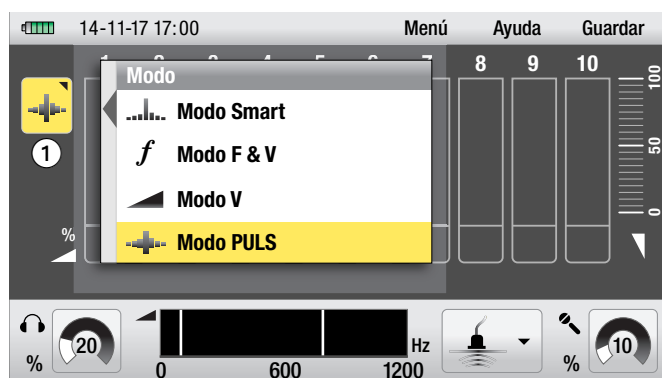 14-11-17 17:00 Menú Ayuda Guardar
8 9 10
Modo
Modo Smart
f Modo F & V
Modo V
Modo PULS
1
%
100
50
0
20
%
0 600 1200
Hz
%
10